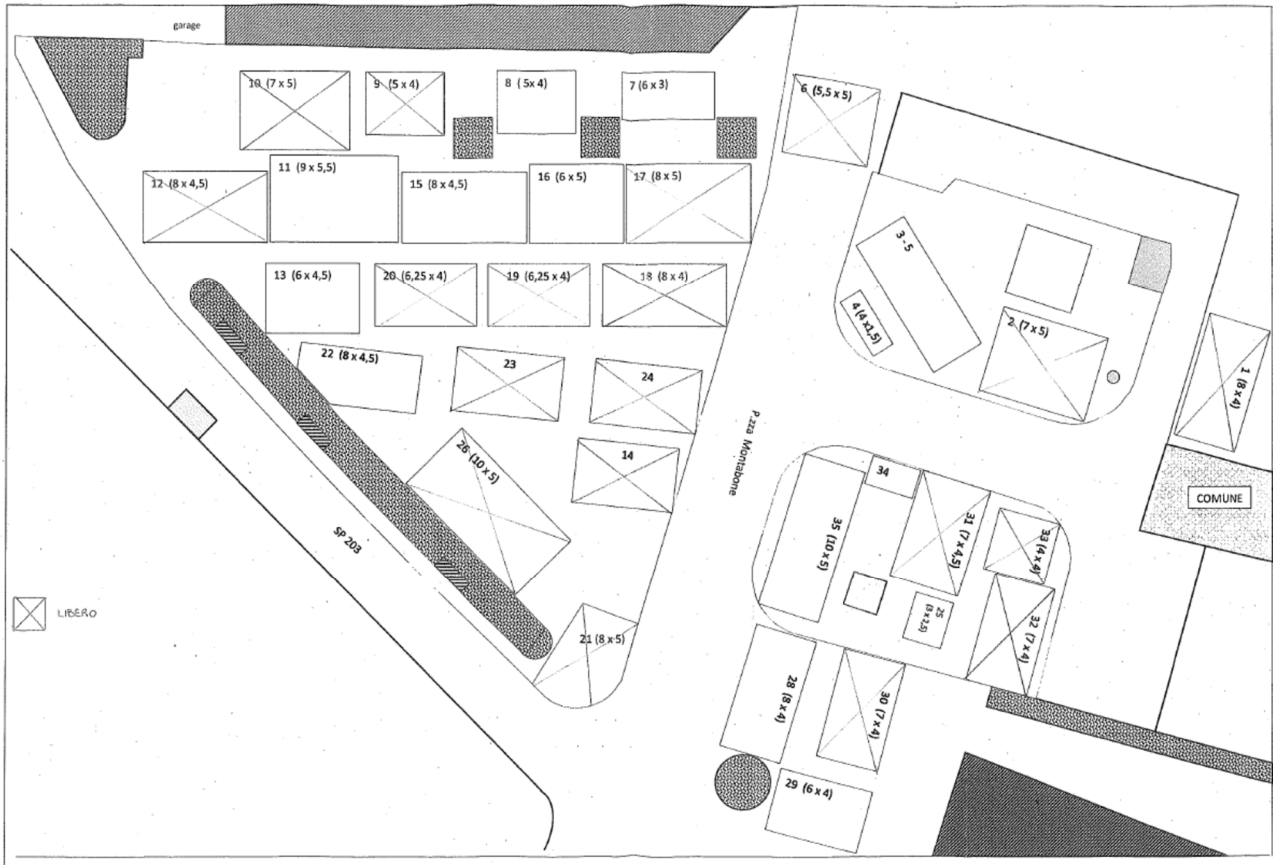 garage
10 (7 x 5)
9 (5 x 4)
8 ( 5x 4)
7 (6 x 3)
6 (5,5 x 5)
12 (8 x 4,5)
11 (9 x 5,5)
15 (8 x 4,5)
16 (6 x 5)
17 (8 x 5)
3 - 5
4 (4 x1,5)
2 (7 x 5)
1 (8 x 4)
13 (6 x 4,5)
20 (6,25 x 4)
19 (6,25 x 4)
18 (8 x 4)
22 (8 x 4,5)
23
24
14
26 (10 x 5)
P.zza Montabone
SP 203
21 (8 x 5)
34
35 (10 x 5)
31 (7 x 4,5)
33 (4 x 4)
25
(3 x 2,5)
32 (7 x 4)
COMUNE
28 (8 x 4)
30 (7 x 4)
29 (6 x 4)
LIBERO